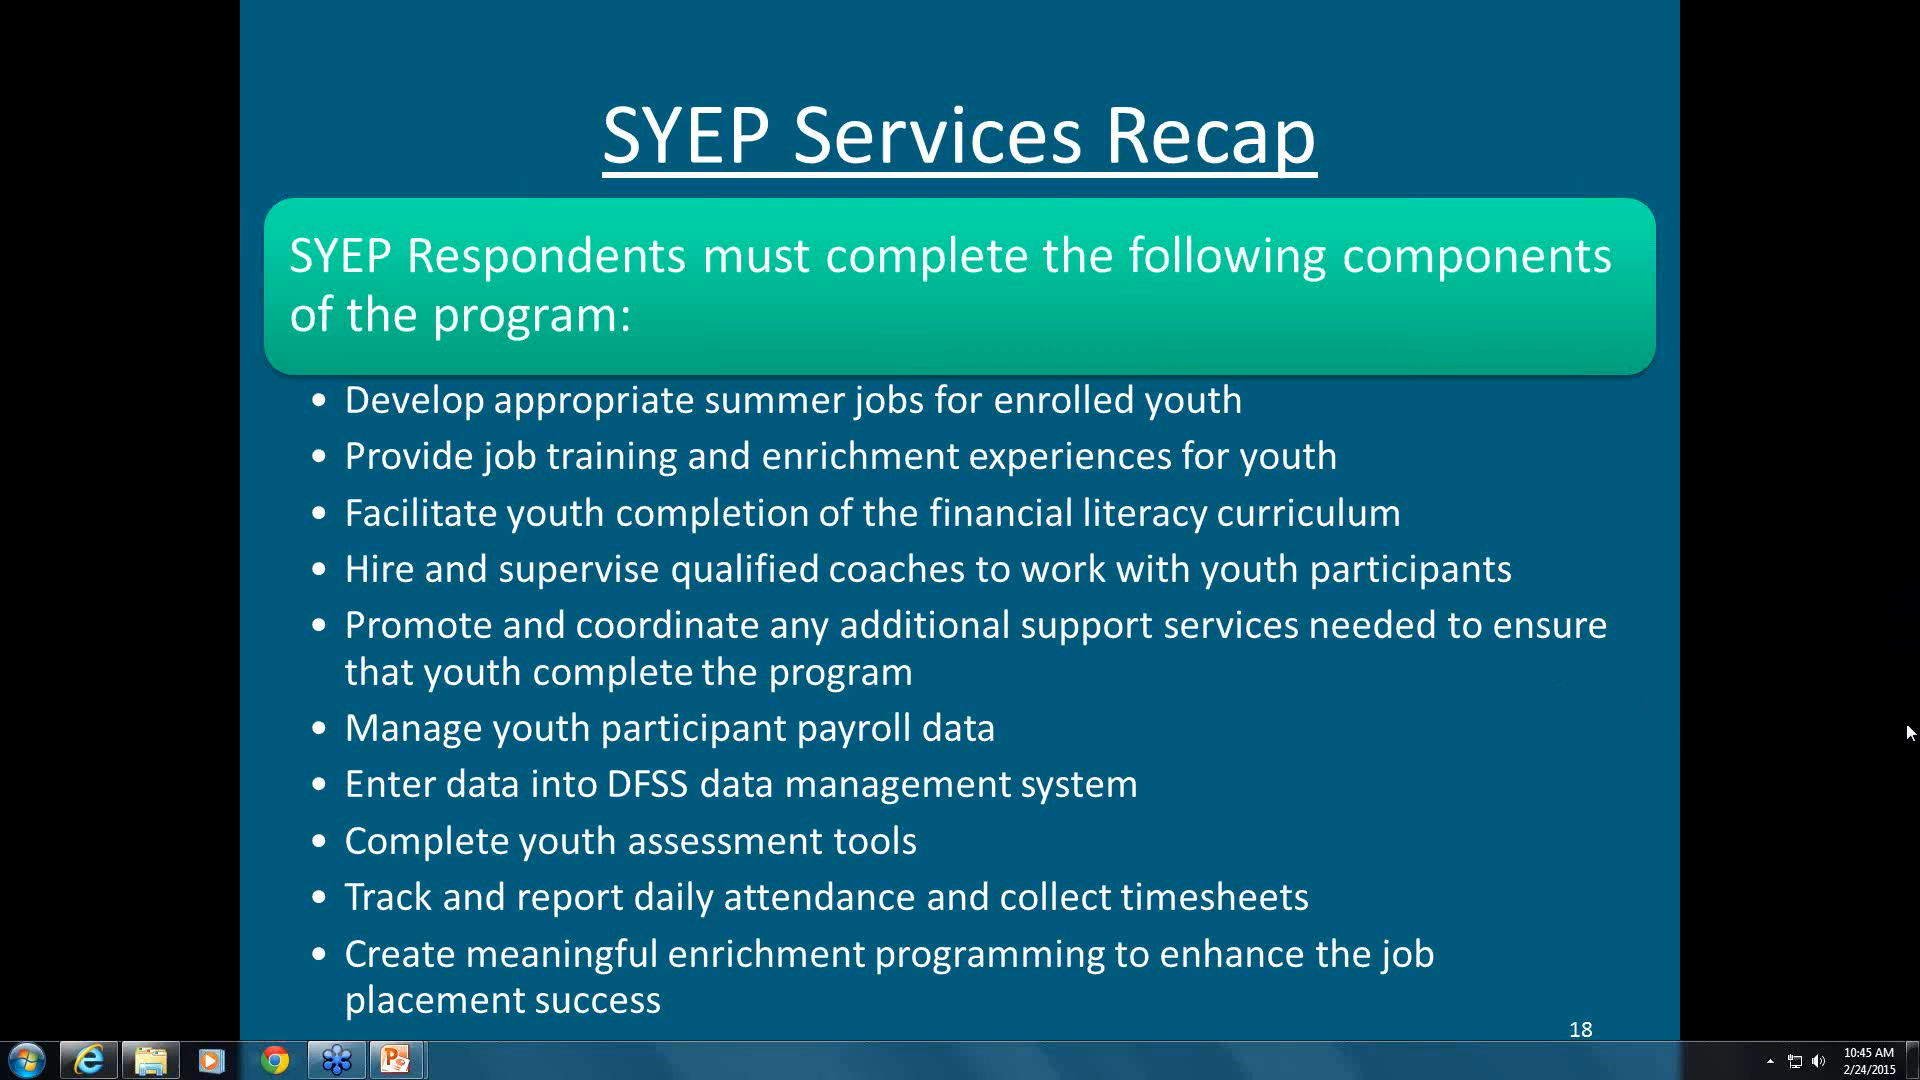 SYEP Services Recap
SYEP Respondents must complete the following components
of the program:
• Develop appropriate summer jobs for enrolled youth
• Provide job training and enrichment experiences for youth
• Facilitate youth completion of the financial literacy curriculum
• Hire and supervise qualified coaches to work with youth participants
• Promote and coordinate any additional support services needed to ensure
that youth complete the program
• Manage youth participant payroll data
• Enter data into DFSS data management system
• Complete youth assessment tools
• Track and report daily attendance and collect timesheets
• Create meaningful enrichment programming to enhance the job
placement success
18
10:45 AM
2/24/2015